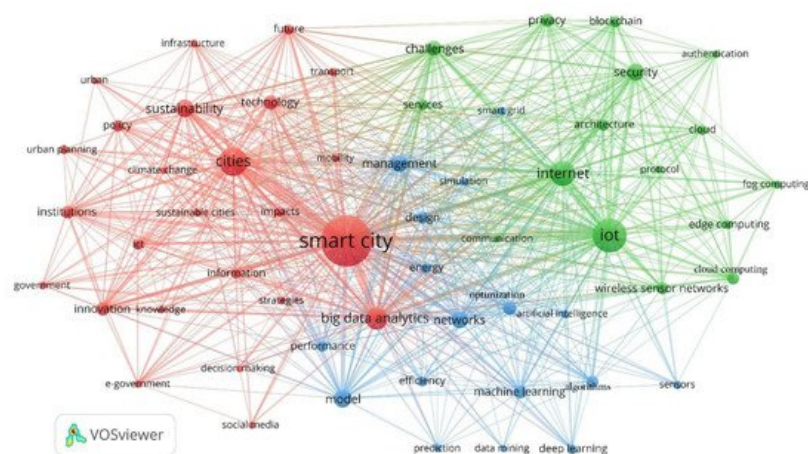 privacy
blockchain
future
infrastructure
challenges
authentication
transport
security
urban
technology
services
smart grid
sustainability
policy
architecture
cloud
urban planning
cities
mobility
management
climate change
internet
protocol
simulation
fog computing
institutions
sustainable cities
impacts
design
edge computing
ict
smart city
communication
iot
information
energy
cloud computing
government
wireless sensor networks
optimization
innovation
knowledge
strategies
big data analytics
networks
artificial intelligence
performance
decision making
e-government
efficiency
machine learning
algorithms
sensors
model
social media
prediction
data mining
deep learning
VOSviewer